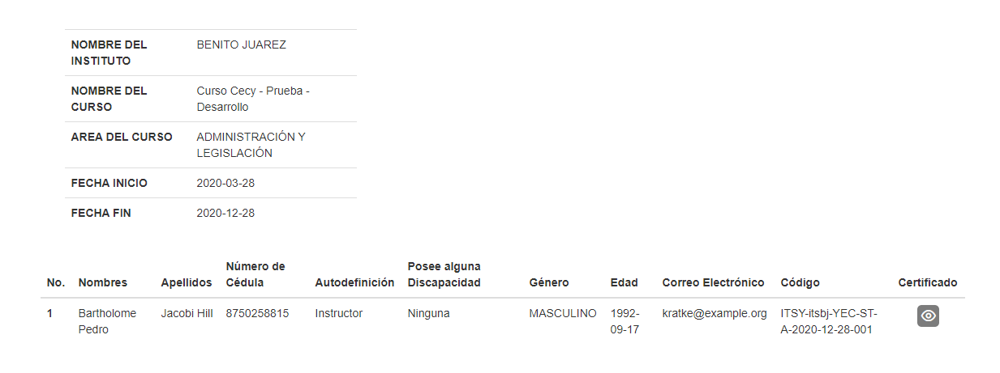 NOMBRE DEL INSTITUTO BENITO JUAREZ
NOMBRE DEL CURSO Curso Cecy - Prueba - Desarrollo
AREA DEL CURSO ADMINISTRACIÓN Y LEGISLACIÓN
FECHA INICIO 2020-03-28
FECHA FIN 2020-12-28
No. Nombres Apellidos Número de Cédula Autodefinición Posee alguna Discapacidad Género Edad Correo Electrónico Código Certificado
1 Bartholome Pedro Jacobi Hill 8750258815 Instructor Ninguna MASCULINO 1992-09-17 kratke@example.org ITSY-itsbj-YEC-ST-A-2020-12-28-001